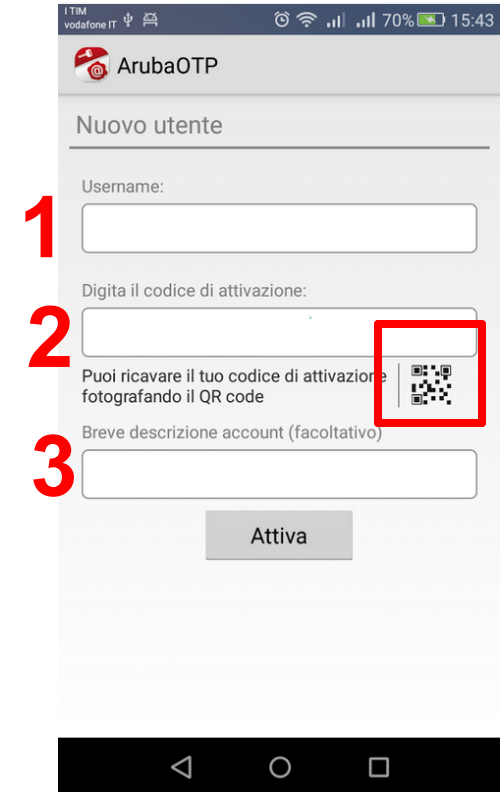 I TIM
vodafone IT 70% 15:43
ArubaOTP
Nuovo utente
Username:
1
Digita il codice di attivazione:
2
Puoi ricavare il tuo codice di attivazione
fotografando il QR code
Breve descrizione account (facoltativo)
3
Attiva